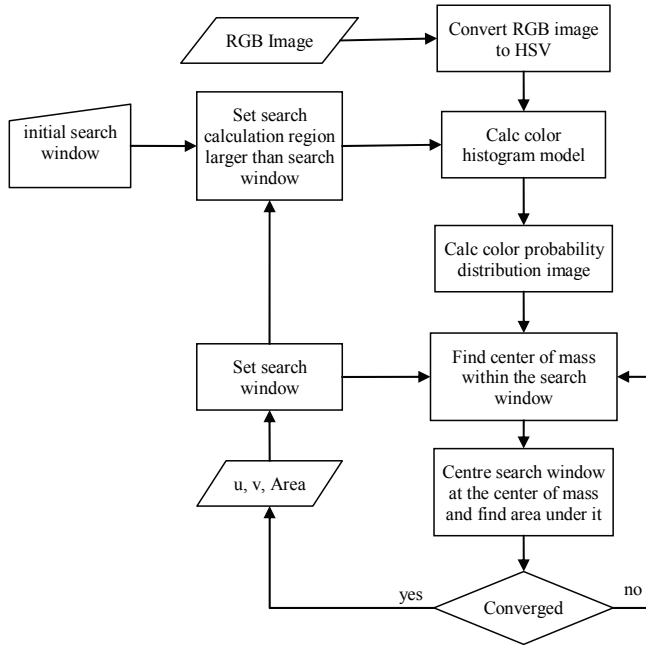 RGB Image
Convert RGB image
to HSV
initial search
window
Set search
calculation region
larger than search
window
Calc color
histogram model
Calc color probability
distribution image
Set search
window
Find center of mass
within the search
window
u, v, Area
Centre search window
at the center of mass
and find area under it
yes
Converged
no